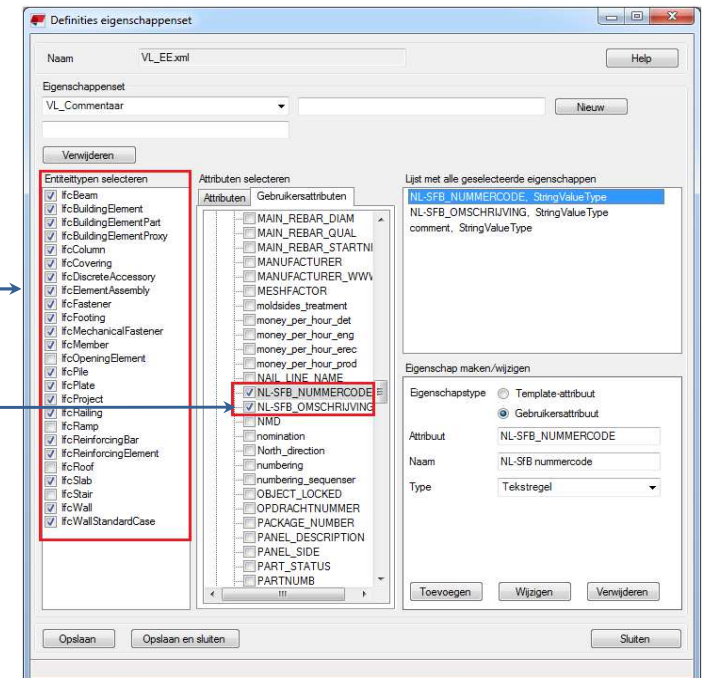 Definities eigenschappenset
Naam VL_EE.xml Help
Eigenschappenset
VL_Commentaar Nieuw
Verwijderen
Entiteittypen selecteren
IfcBeam
IfcBuildingElement
IfcBuildingElementPart
IfcBuildingElementProxy
IfcColumn
IfcCovering
IfcDiscreteAccessory
IfcElementAssembly
IfcFastener
IfcFooting
IfcMechanicalFastener
IfcMember
IfcOpeningElement
IfcPile
IfcPlate
IfcProject
IfcRailing
IfcRamp
IfcReinforcingBar
IfcReinforcingElement
IfcRoof
IfcSlab
IfcStair
IfcWall
IfcWallStandardCase
Attributen selecteren
Attributen Gebruikersattributen
MAIN_REBAR_DIAM
MAIN_REBAR_QUAL
MAIN_REBAR_STARTN
MANUFACTURER
MANUFACTURER_WWW
MESHFACTOR
moldsides_treatment
money_per_hour_det
money_per_hour_eng
money_per_hour_erec
money_per_hour_prod
NAIL_LINE_NAME
NL-SFB_NUMMERCODE
NL-SFB_OMSCHRIJVING
NMD
nomination
North_direction
numbering
numbering_sequenser
OBJECT_LOCKED
OPDRACHTNUMMER
PACKAGE_NUMBER
PANEL_DESCRIPTION
PANEL_SIDE
PART_STATUS
PARTNUMB
Lijst met alle geselecteerde eigenschappen
NL-SFB_NUMMERCODE, StringValueType
NL-SFB_OMSCHRIJVING, StringValueType
comment, StringValueType
Eigenschap maken/wijzigen
Eigenschapstype Template-attribuut
Gebruikersattribuut
Attribuut NL-SFB_NUMMERCODE
Naam NL-SfB nummercode
Type Tekstregel
Toevoegen Wijzigen Verwijderen
Opslaan Opslaan en sluiten Sluiten